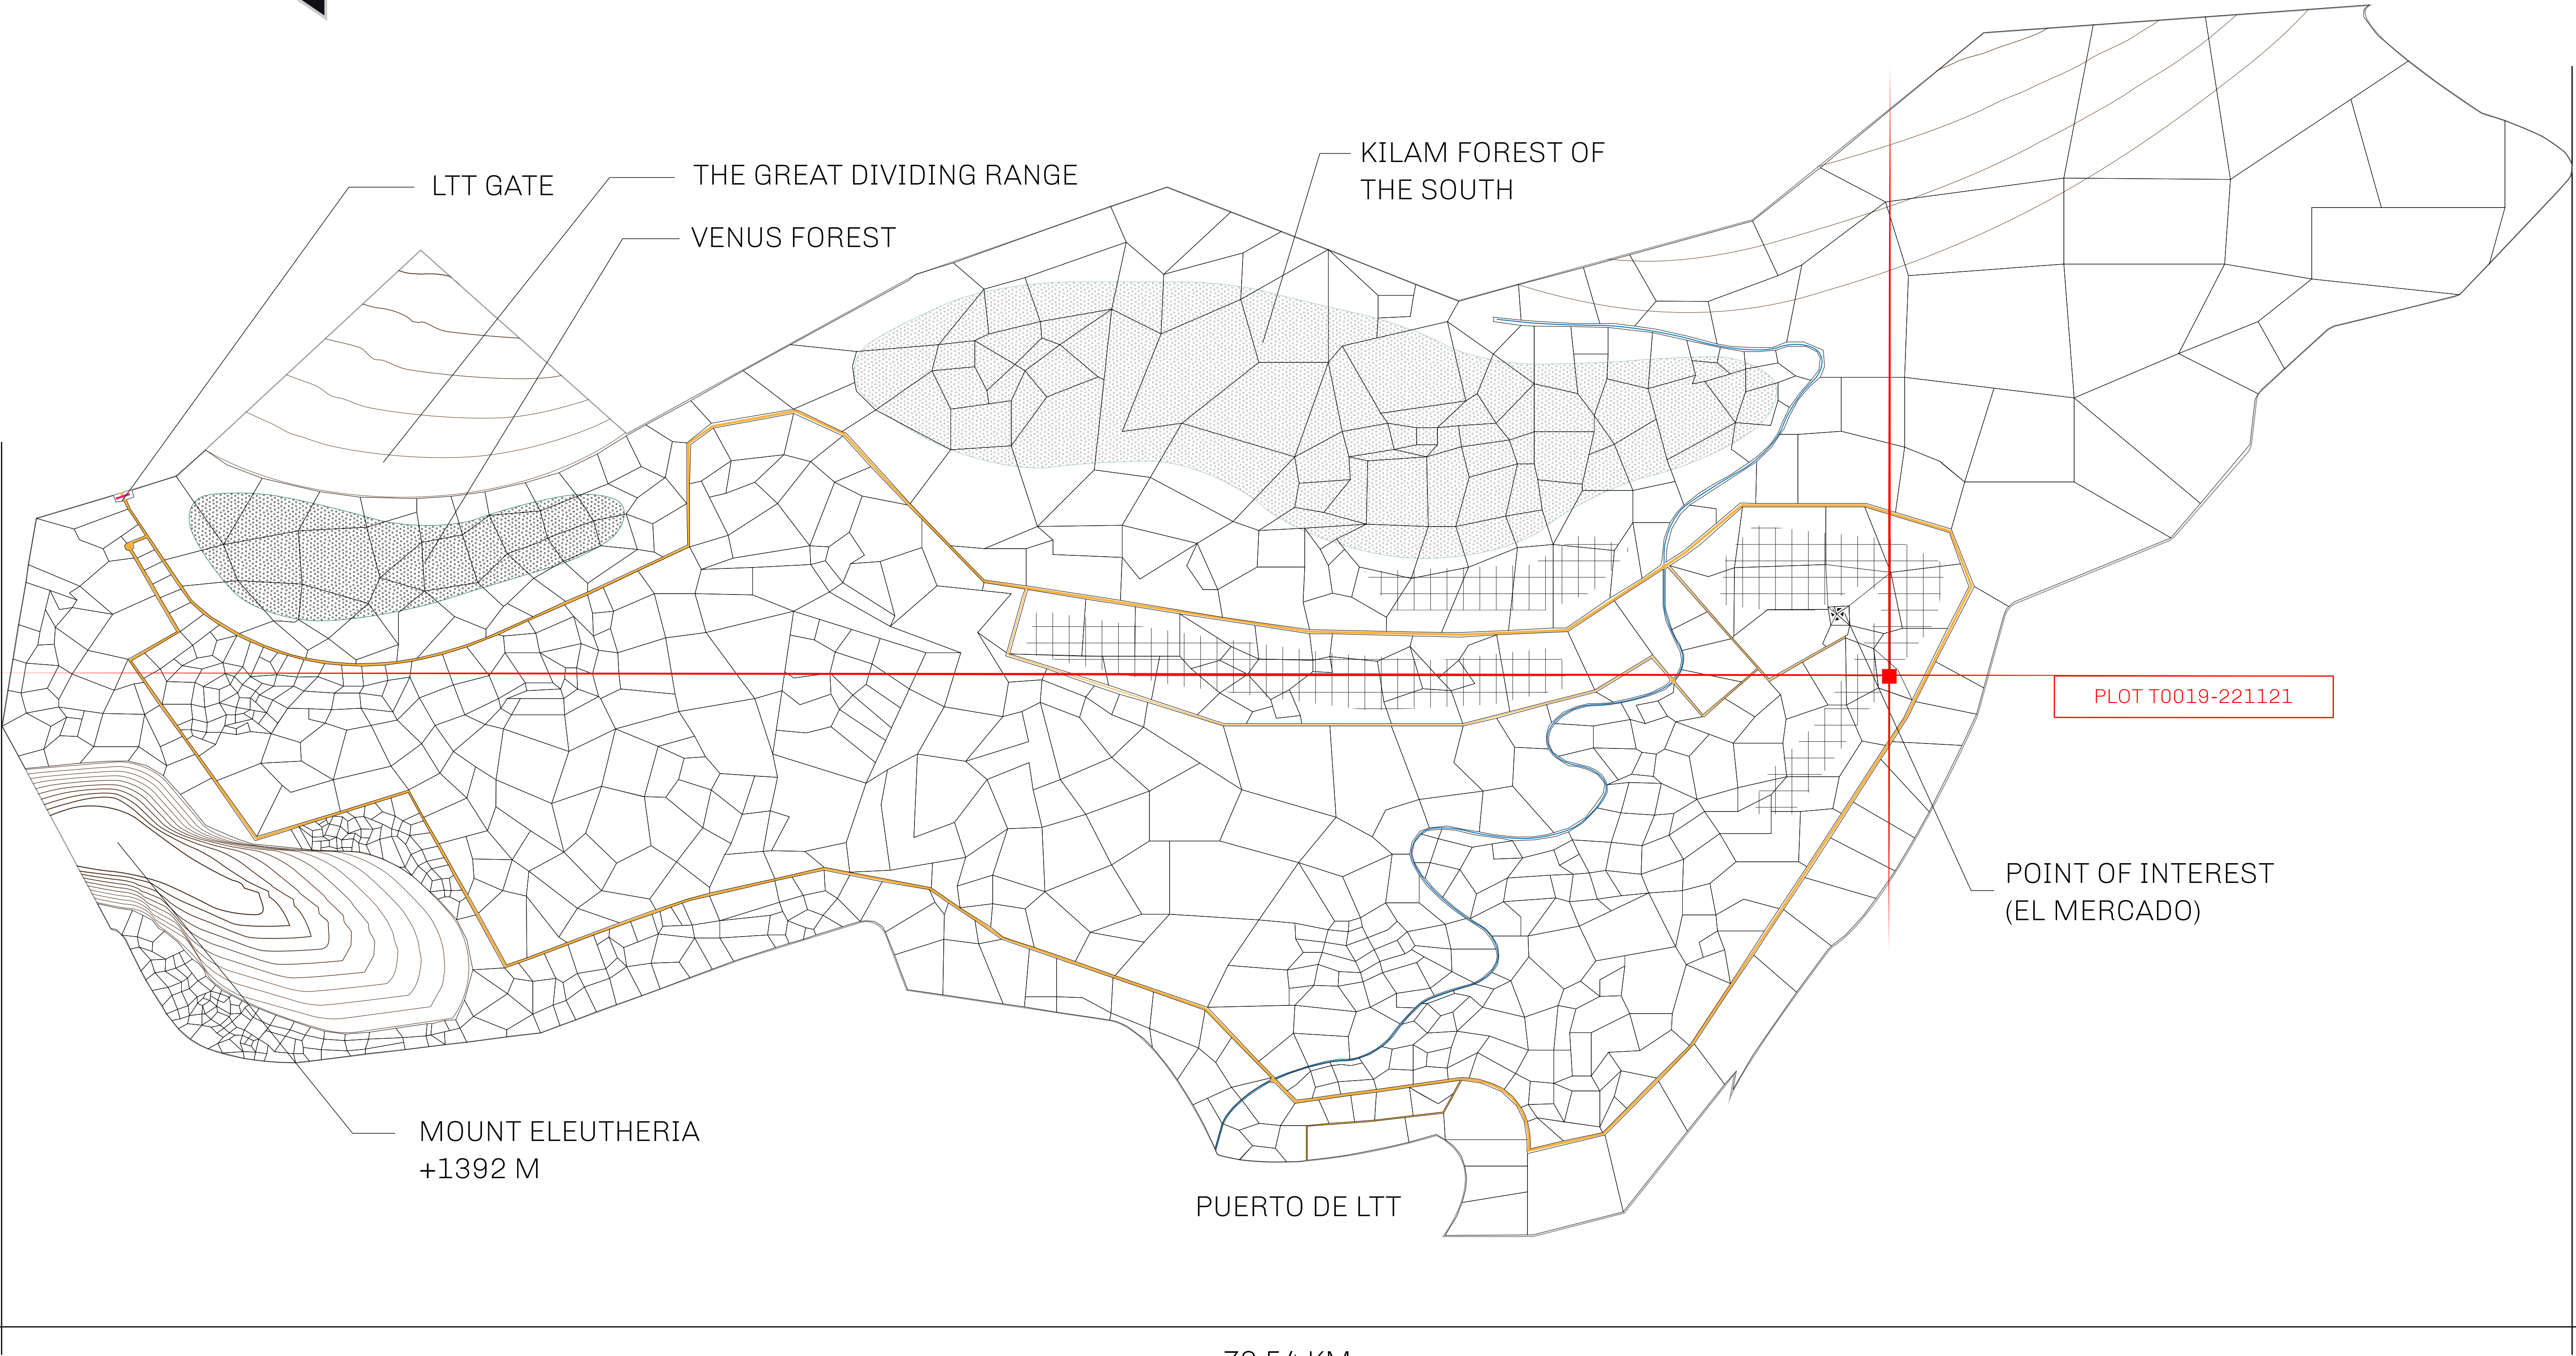 KILAM FOREST OF
THE SOUTH
LTT GATE
THE GREAT DIVIDING RANGE
VENUS FOREST
PLOT T0019-221121
POINT OF INTEREST
(EL MERCADO)
MOUNT ELEUTHERIA
+1392 M
PUERTO DE LTT
KM